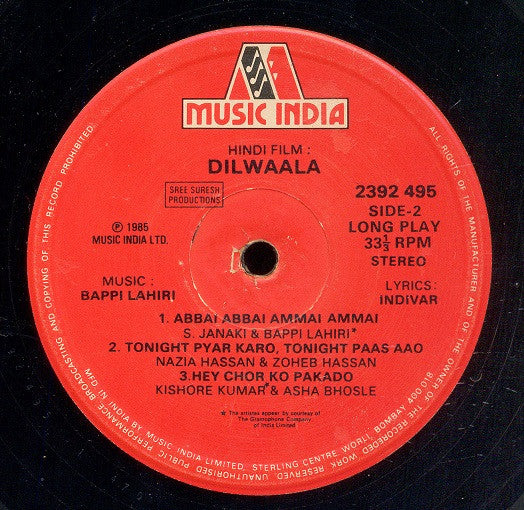 MUSIC INDIA
HINDI FILM :
DILWAALA
SREE SURESH
PRODUCTIONS
2392 495
SIDE-2
LONG PLAY
33⅓ RPM
STEREO
℗ 1985
MUSIC INDIA LTD.
MUSIC :
BAPPI LAHIRI
LYRICS:
INDiVAR
1. ABBAI ABBAI AMMAI AMMAI
S. JANAKI & BAPPI LAHIRI*
2. TONIGHT PYAR KARO, TONIGHT PAAS AAO
NAZIA HASSAN & ZOHEB HASSAN
3.HEY CHOR KO PAKADO
KISHORE KUMAR* & ASHA BHOSLE
* The artistes appear by courtesy of
The Gramophone Company
of India Limited
ALL RIGHTS OF THE MANUFACTURER AND OF THE OWNER OF THE RECORDED WORK RESERVED. UNAUTHORISED PUBLIC PERFORMANCE BROADCASTING AND COPYING OF THIS RECORD PROHIBITED.
MFD IN INDIA BY MUSIC INDIA LIMITED, STERLING CENTRE, WORLI, BOMBAY 400 018.